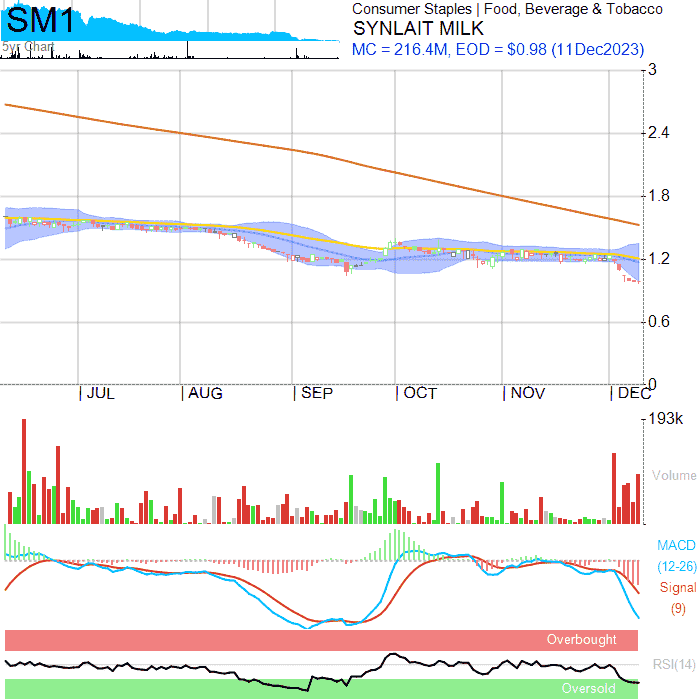 SM1
5yr Chart
Consumer Staples | Food, Beverage & Tobacco
SYNLAIT MILK
MC = 216.4M, EOD = $0.98 (11Dec2023)
3
2.4
1.8
1.2
0.6
0
| JUL | AUG | SEP | OCT | NOV | DEC
193k
Volume
MACD
(12-26)
Signal
(9)
Overbought
RSI(14)
Oversold